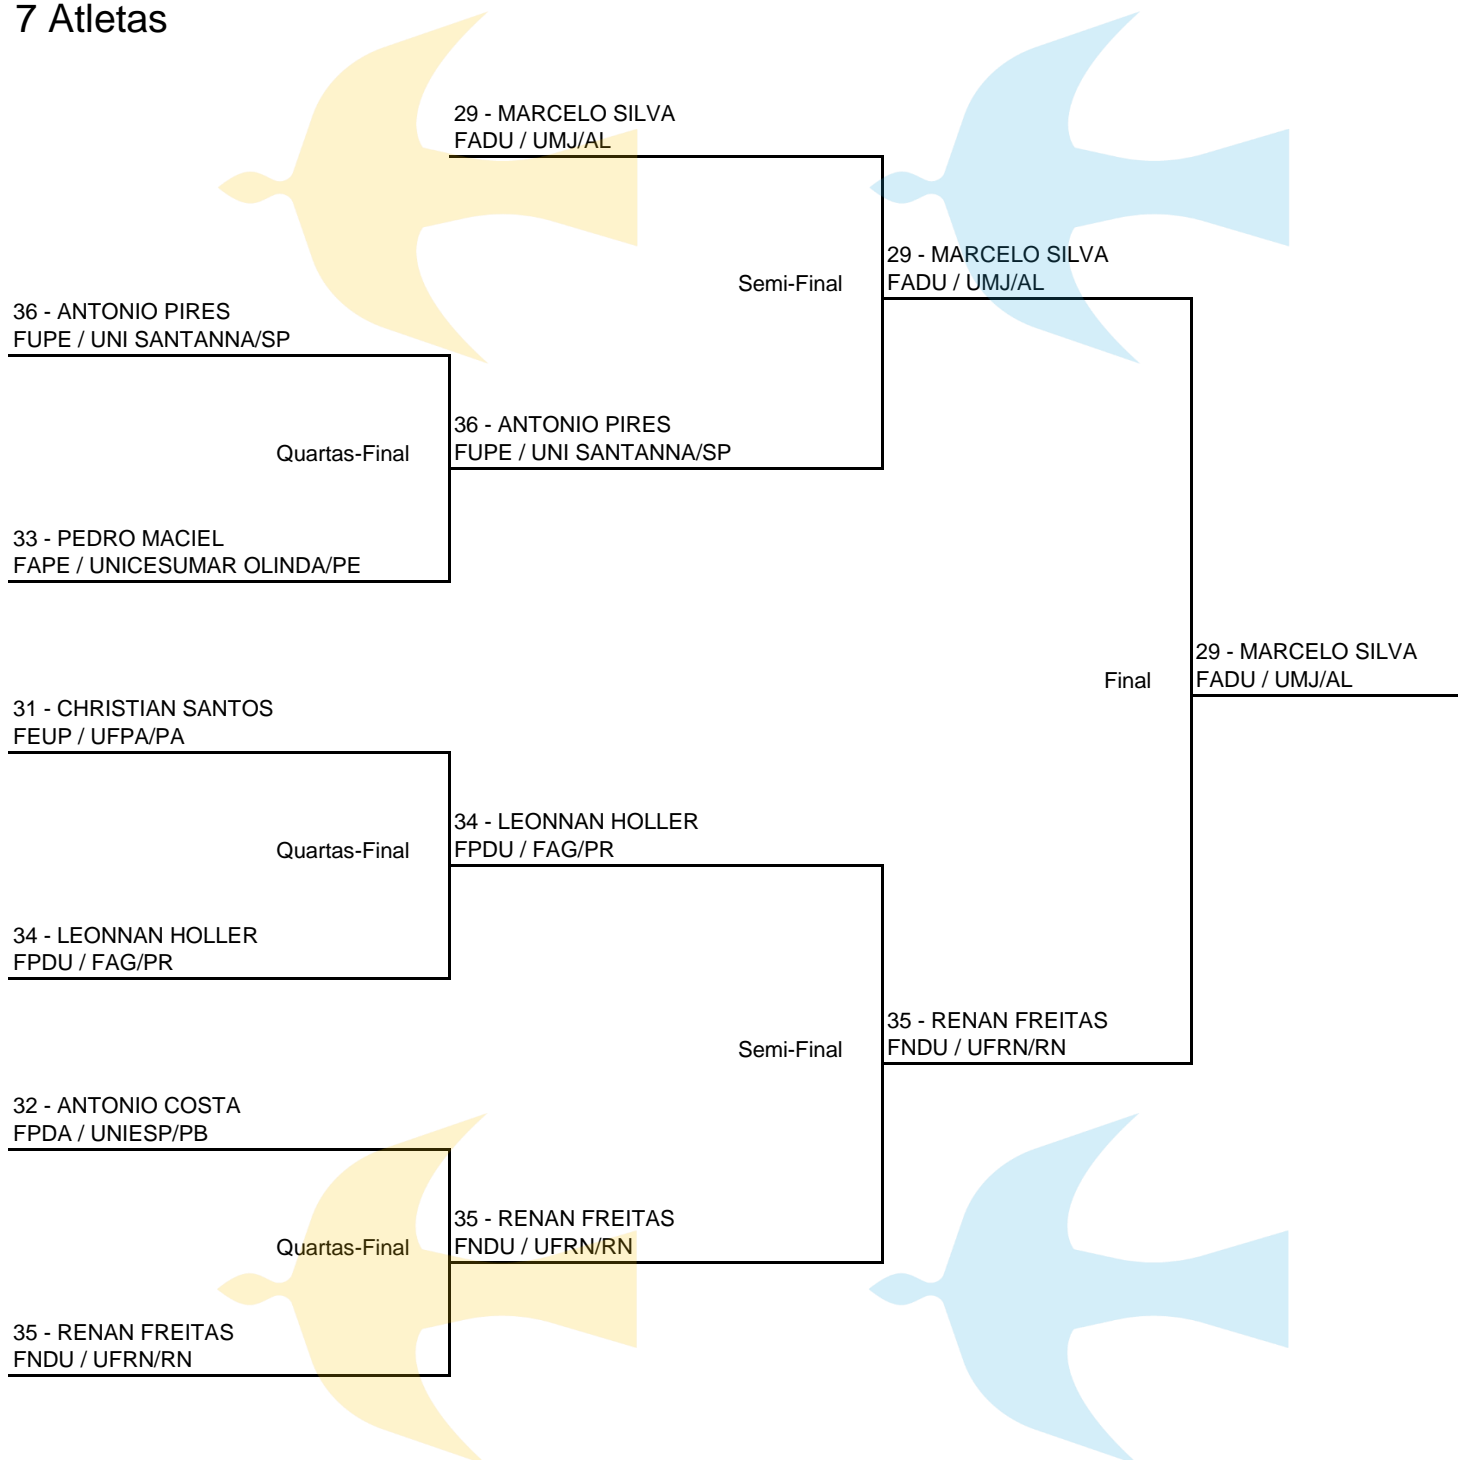 7 Atletas
29 - MARCELO SILVA
FADU / UMJ/AL
29 - MARCELO SILVA
FADU / UMJ/AL
Semi-Final
36 - ANTONIO PIRES
FUPE / UNI SANTANNA/SP
36 - ANTONIO PIRES
FUPE / UNI SANTANNA/SP
Quartas-Final
33 - PEDRO MACIEL
FAPE / UNICESUMAR OLINDA/PE
29 - MARCELO SILVA
FADU / UMJ/AL
Final
31 - CHRISTIAN SANTOS
FEUP / UFPA/PA
34 - LEONNAN HOLLER
FPDU / FAG/PR
Quartas-Final
34 - LEONNAN HOLLER
FPDU / FAG/PR
35 - RENAN FREITAS
FNDU / UFRN/RN
Semi-Final
32 - ANTONIO COSTA
FPDA / UNIESP/PB
35 - RENAN FREITAS
FNDU / UFRN/RN
Quartas-Final
35 - RENAN FREITAS
FNDU / UFRN/RN